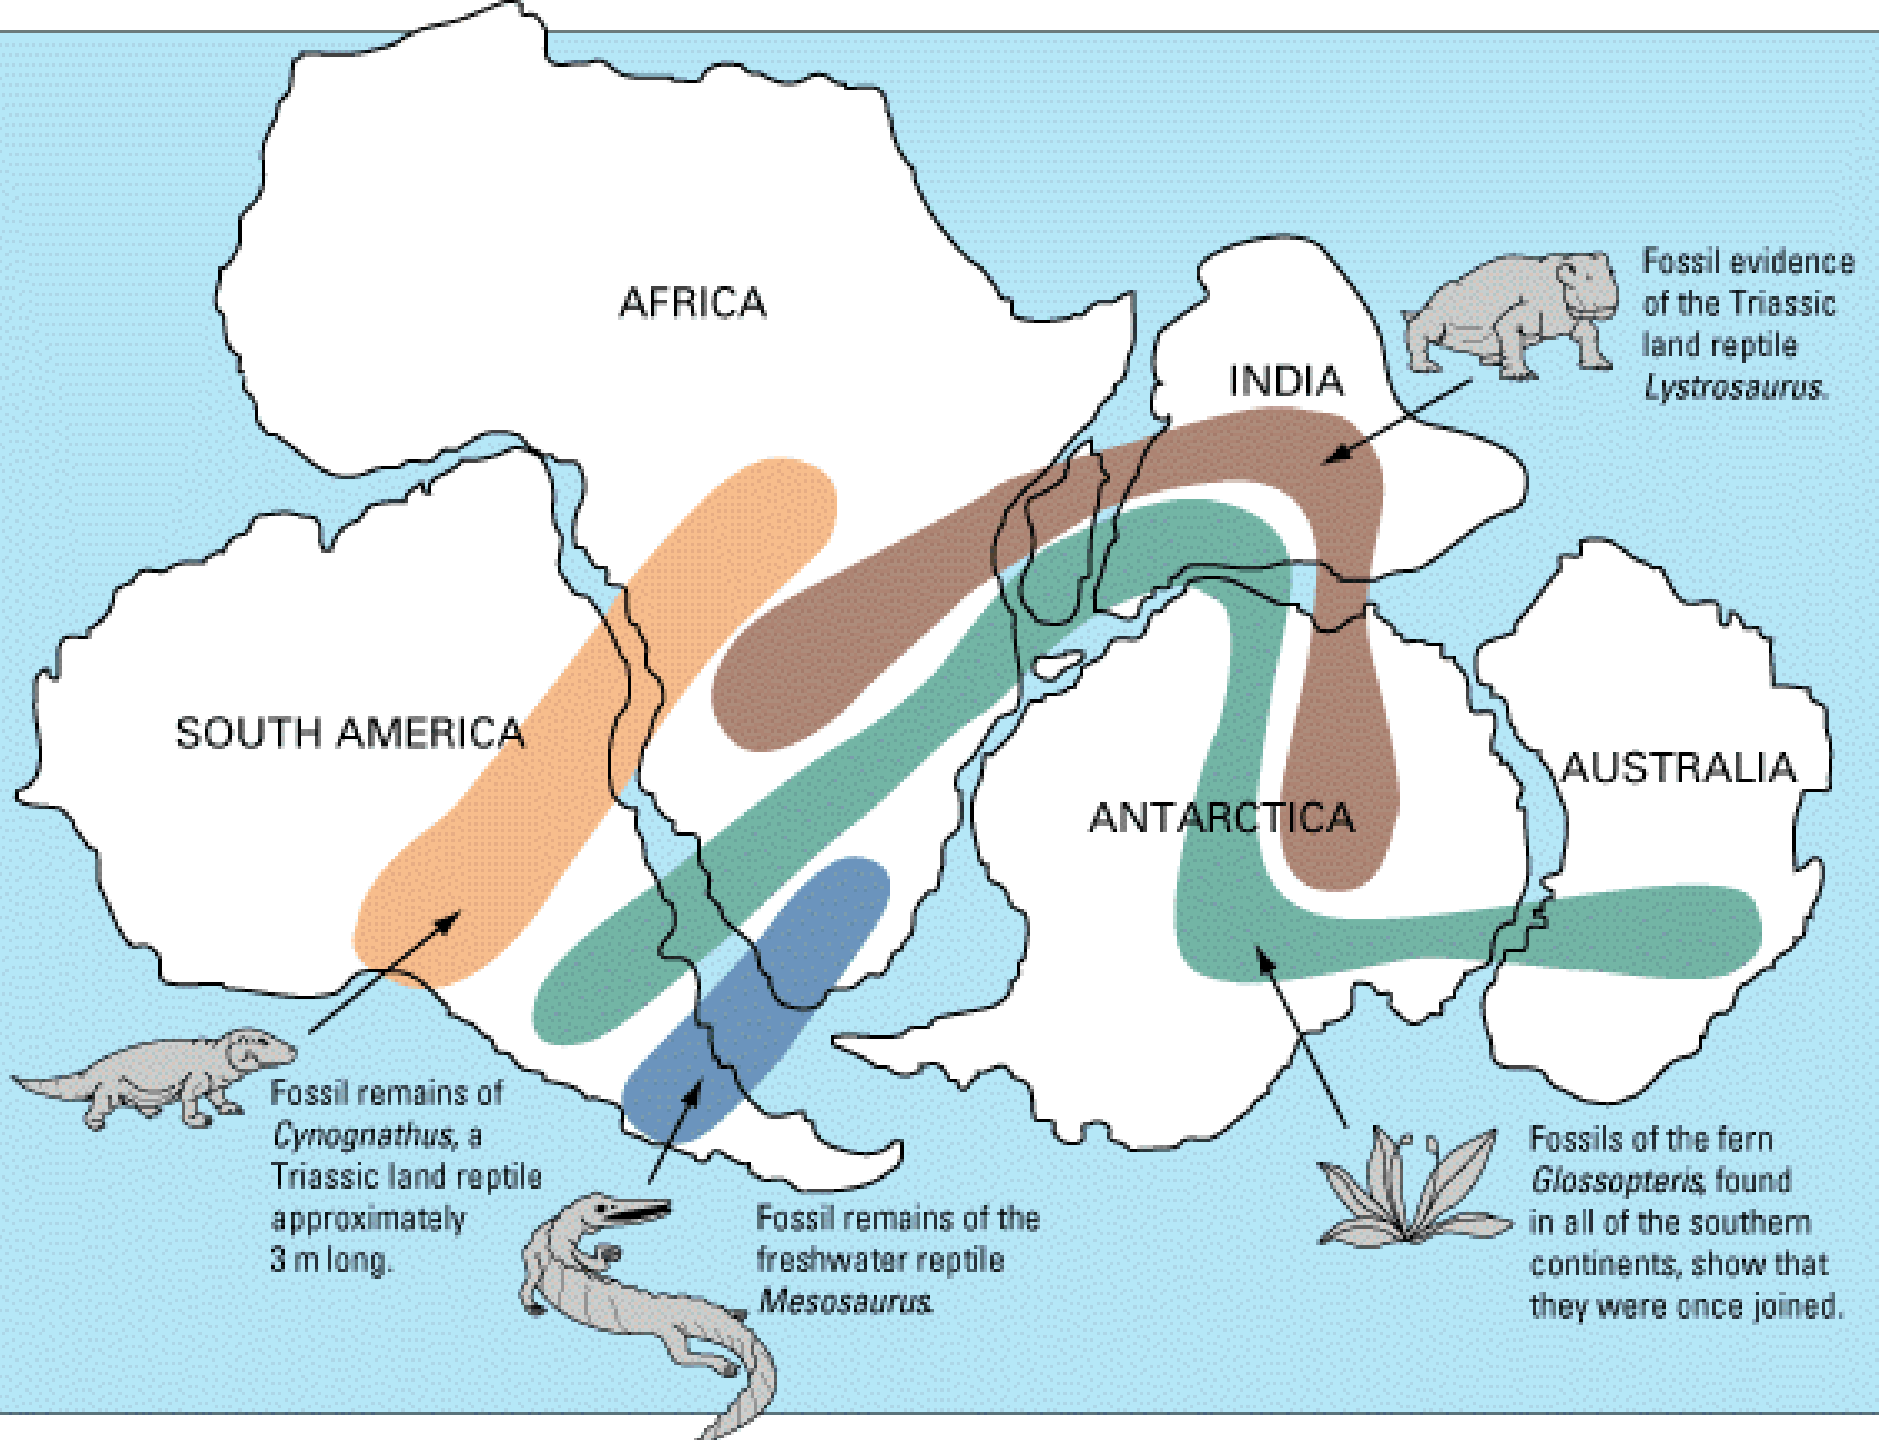 AFRICA
INDIA
Fossil evidence
of the Triassic
land reptile
Lystrosaurus.
SOUTH AMERICA
ANTARCTICA
AUSTRALIA
Fossil remains of
Cynognathus, a
Triassic land reptile
approximately
3 m long.
Fossil remains of the
freshwater reptile
Mesosaurus.
Fossils of the fern
Glossopteris, found
in all of the southern
continents, show that
they were once joined.